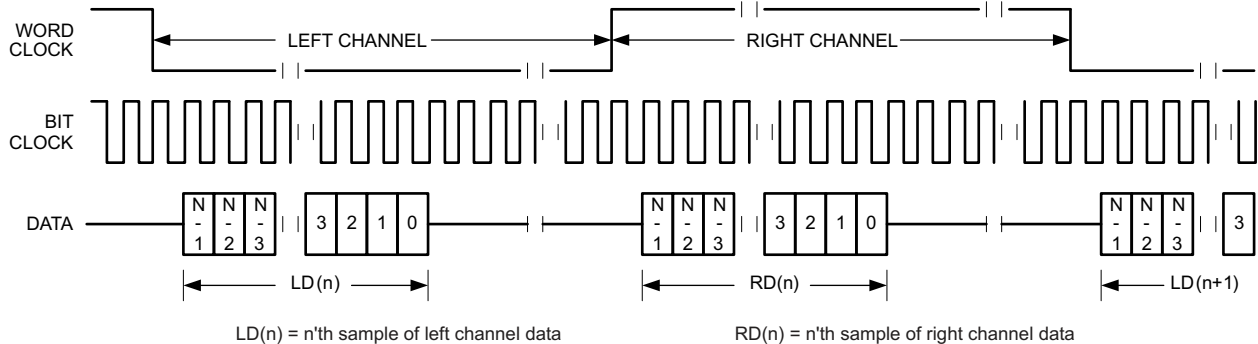 WORD
CLOCK
LEFT CHANNEL
RIGHT CHANNEL
BIT
CLOCK
DATA
N
-
1
N
-
2
N
-
3
3
2
1
0
N
-
1
N
-
2
N
-
3
3
2
1
0
N
-
1
N
-
2
N
-
3
3
LD(n)
RD(n)
LD(n+1)
LD(n) = n'th sample of left channel data
RD(n) = n'th sample of right channel data